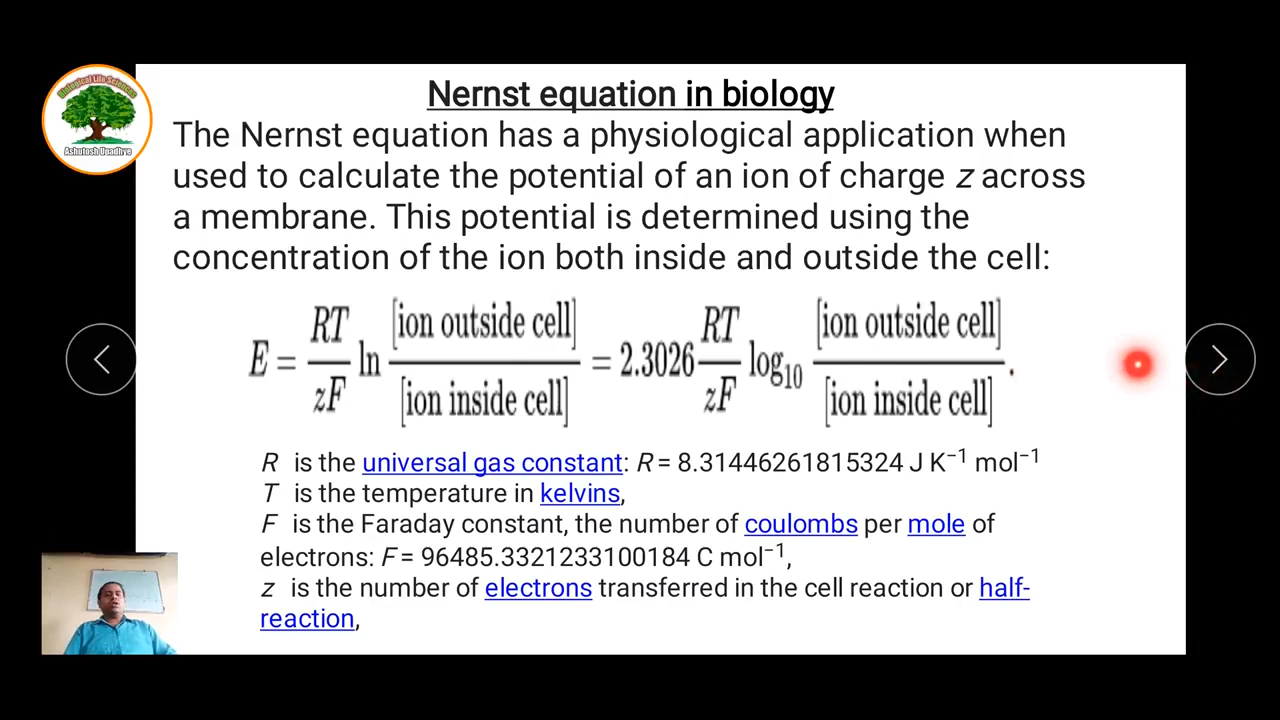 Biological Life Sciences
Ashutosh Upadhye
Nernst equation in biology
The Nernst equation has a physiological application when
used to calculate the potential of an ion of charge z across
a membrane. This potential is determined using the
concentration of the ion both inside and outside the cell:
E = RT/zF ln [ion outside cell]/[ion inside cell] = 2.3026 RT/zF log₁₀ [ion outside cell]/[ion inside cell].
R is the universal gas constant: R = 8.31446261815324 J K⁻¹ mol⁻¹
T is the temperature in kelvins,
F is the Faraday constant, the number of coulombs per mole of
electrons: F = 96485.3321233100184 C mol⁻¹,
z is the number of electrons transferred in the cell reaction or half-
reaction,